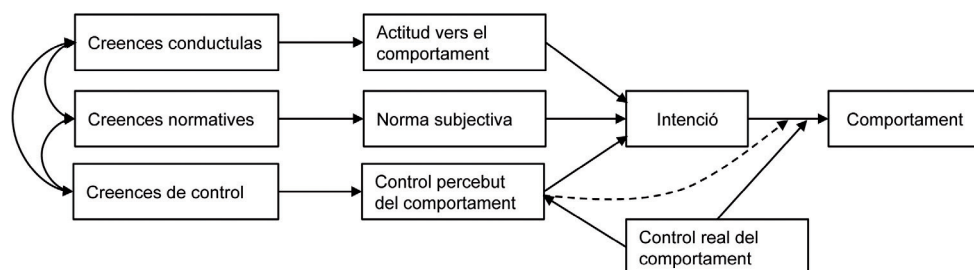 Creences conductulas
Actitud vers el
comportament
Creences normatives
Norma subjectiva
Intenció
Comportament
Creences de control
Control percebut
del comportament
Control real del
comportament